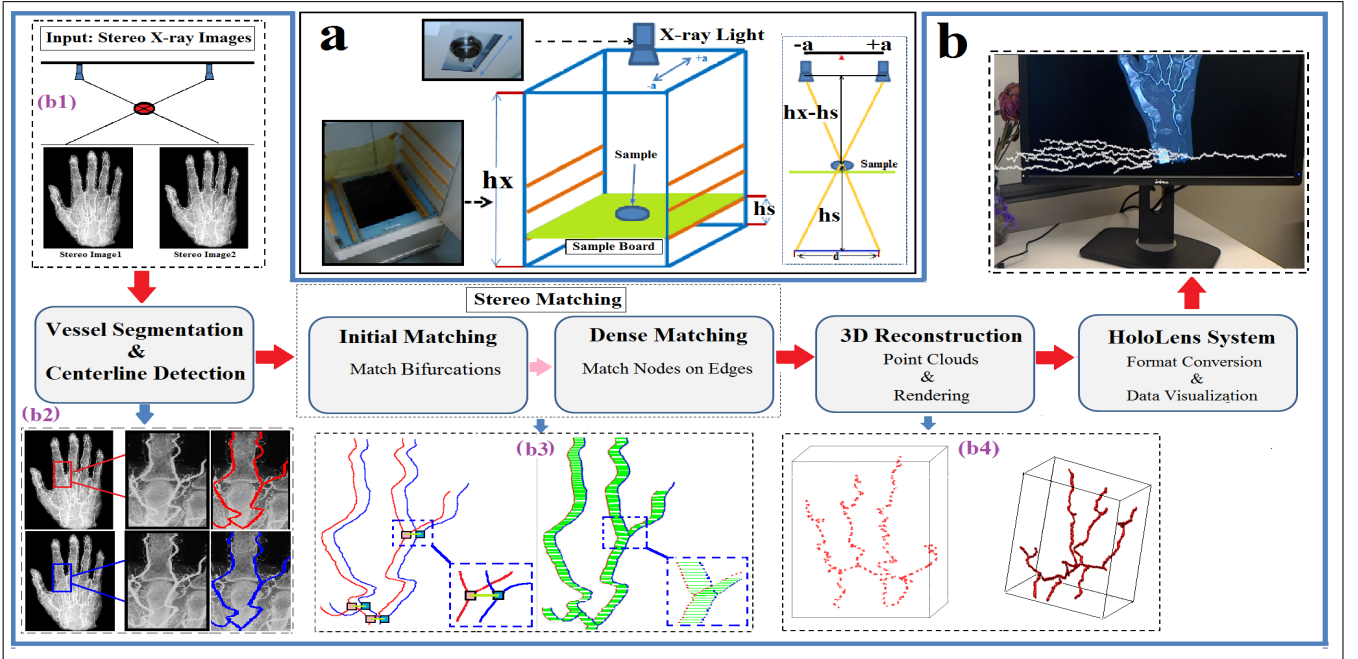 Input: Stereo X-ray Images
(b1)
Stereo Image1
Stereo Image2
a
X-ray Light
+a
-a
hx
Sample
hs
Sample Board
-a
+a
hx-hs
Sample
hs
d
b
Stereo Matching
Vessel Segmentation
&
Centerline Detection
Initial Matching
Match Bifurcations
Dense Matching
Match Nodes on Edges
3D Reconstruction
Point Clouds
&
Rendering
HoloLens System
Format Conversion
&
Data Visualization
(b2)
(b3)
(b4)